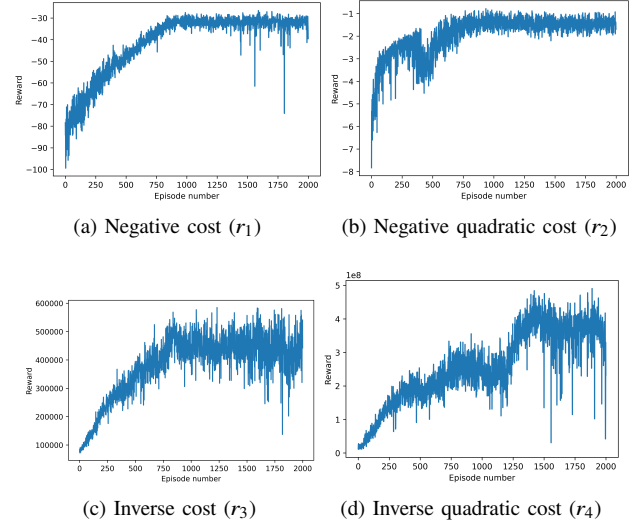 −30
−40
−50
−60
−70
−80
−90
−100
Reward
0 250 500 750 1000 1250 1500 1750 2000
Episode number
(a) Negative cost (r1)
−1
−2
−3
−4
−5
−6
−7
−8
Reward
0 250 500 750 1000 1250 1500 1750 2000
Episode number
(b) Negative quadratic cost (r2)
600000
500000
400000
300000
200000
100000
Reward
0 250 500 750 1000 1250 1500 1750 2000
Episode number
(c) Inverse cost (r3)
1e8
5
4
3
2
1
0
Reward
0 250 500 750 1000 1250 1500 1750 2000
Episode number
(d) Inverse quadratic cost (r4)